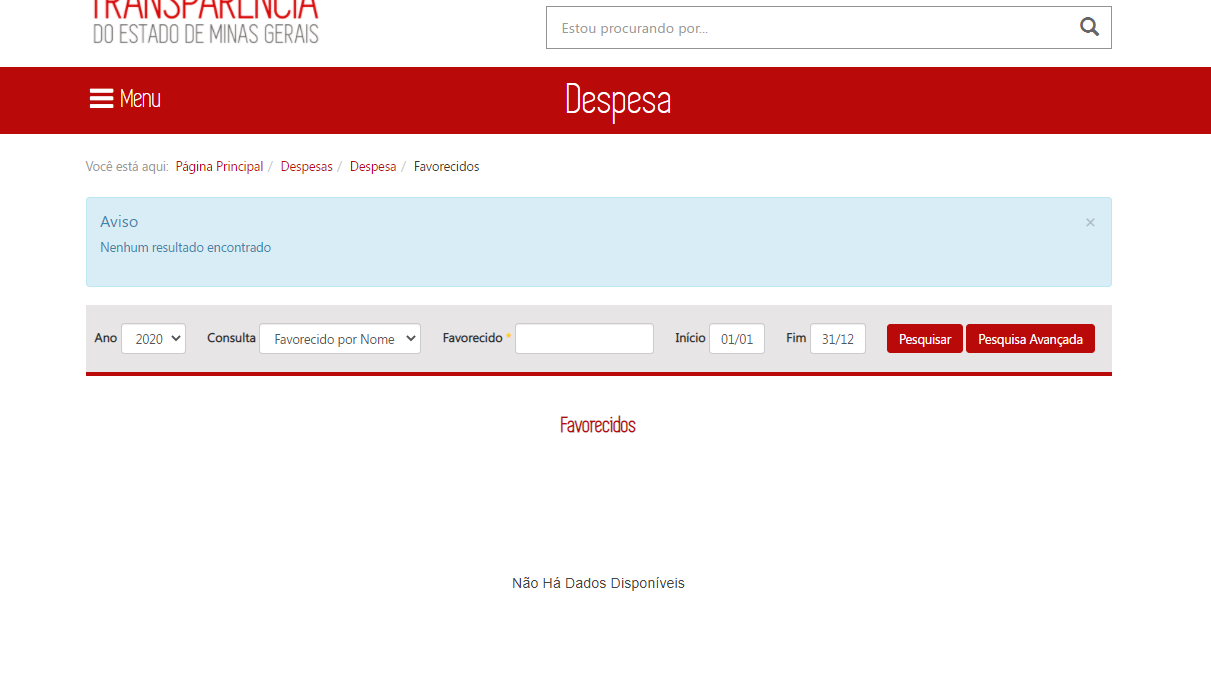 TRANSPARÊNCIA
DO ESTADO DE MINAS GERAIS
Estou procurando por...
Menu
Despesa
Você está aqui: Página Principal / Despesas / Despesa / Favorecidos
Aviso
×
Nenhum resultado encontrado
Ano 2020 Consulta Favorecido por Nome Favorecido * Início 01/01 Fim 31/12 Pesquisar Pesquisa Avançada
Favorecidos
Não Há Dados Disponíveis